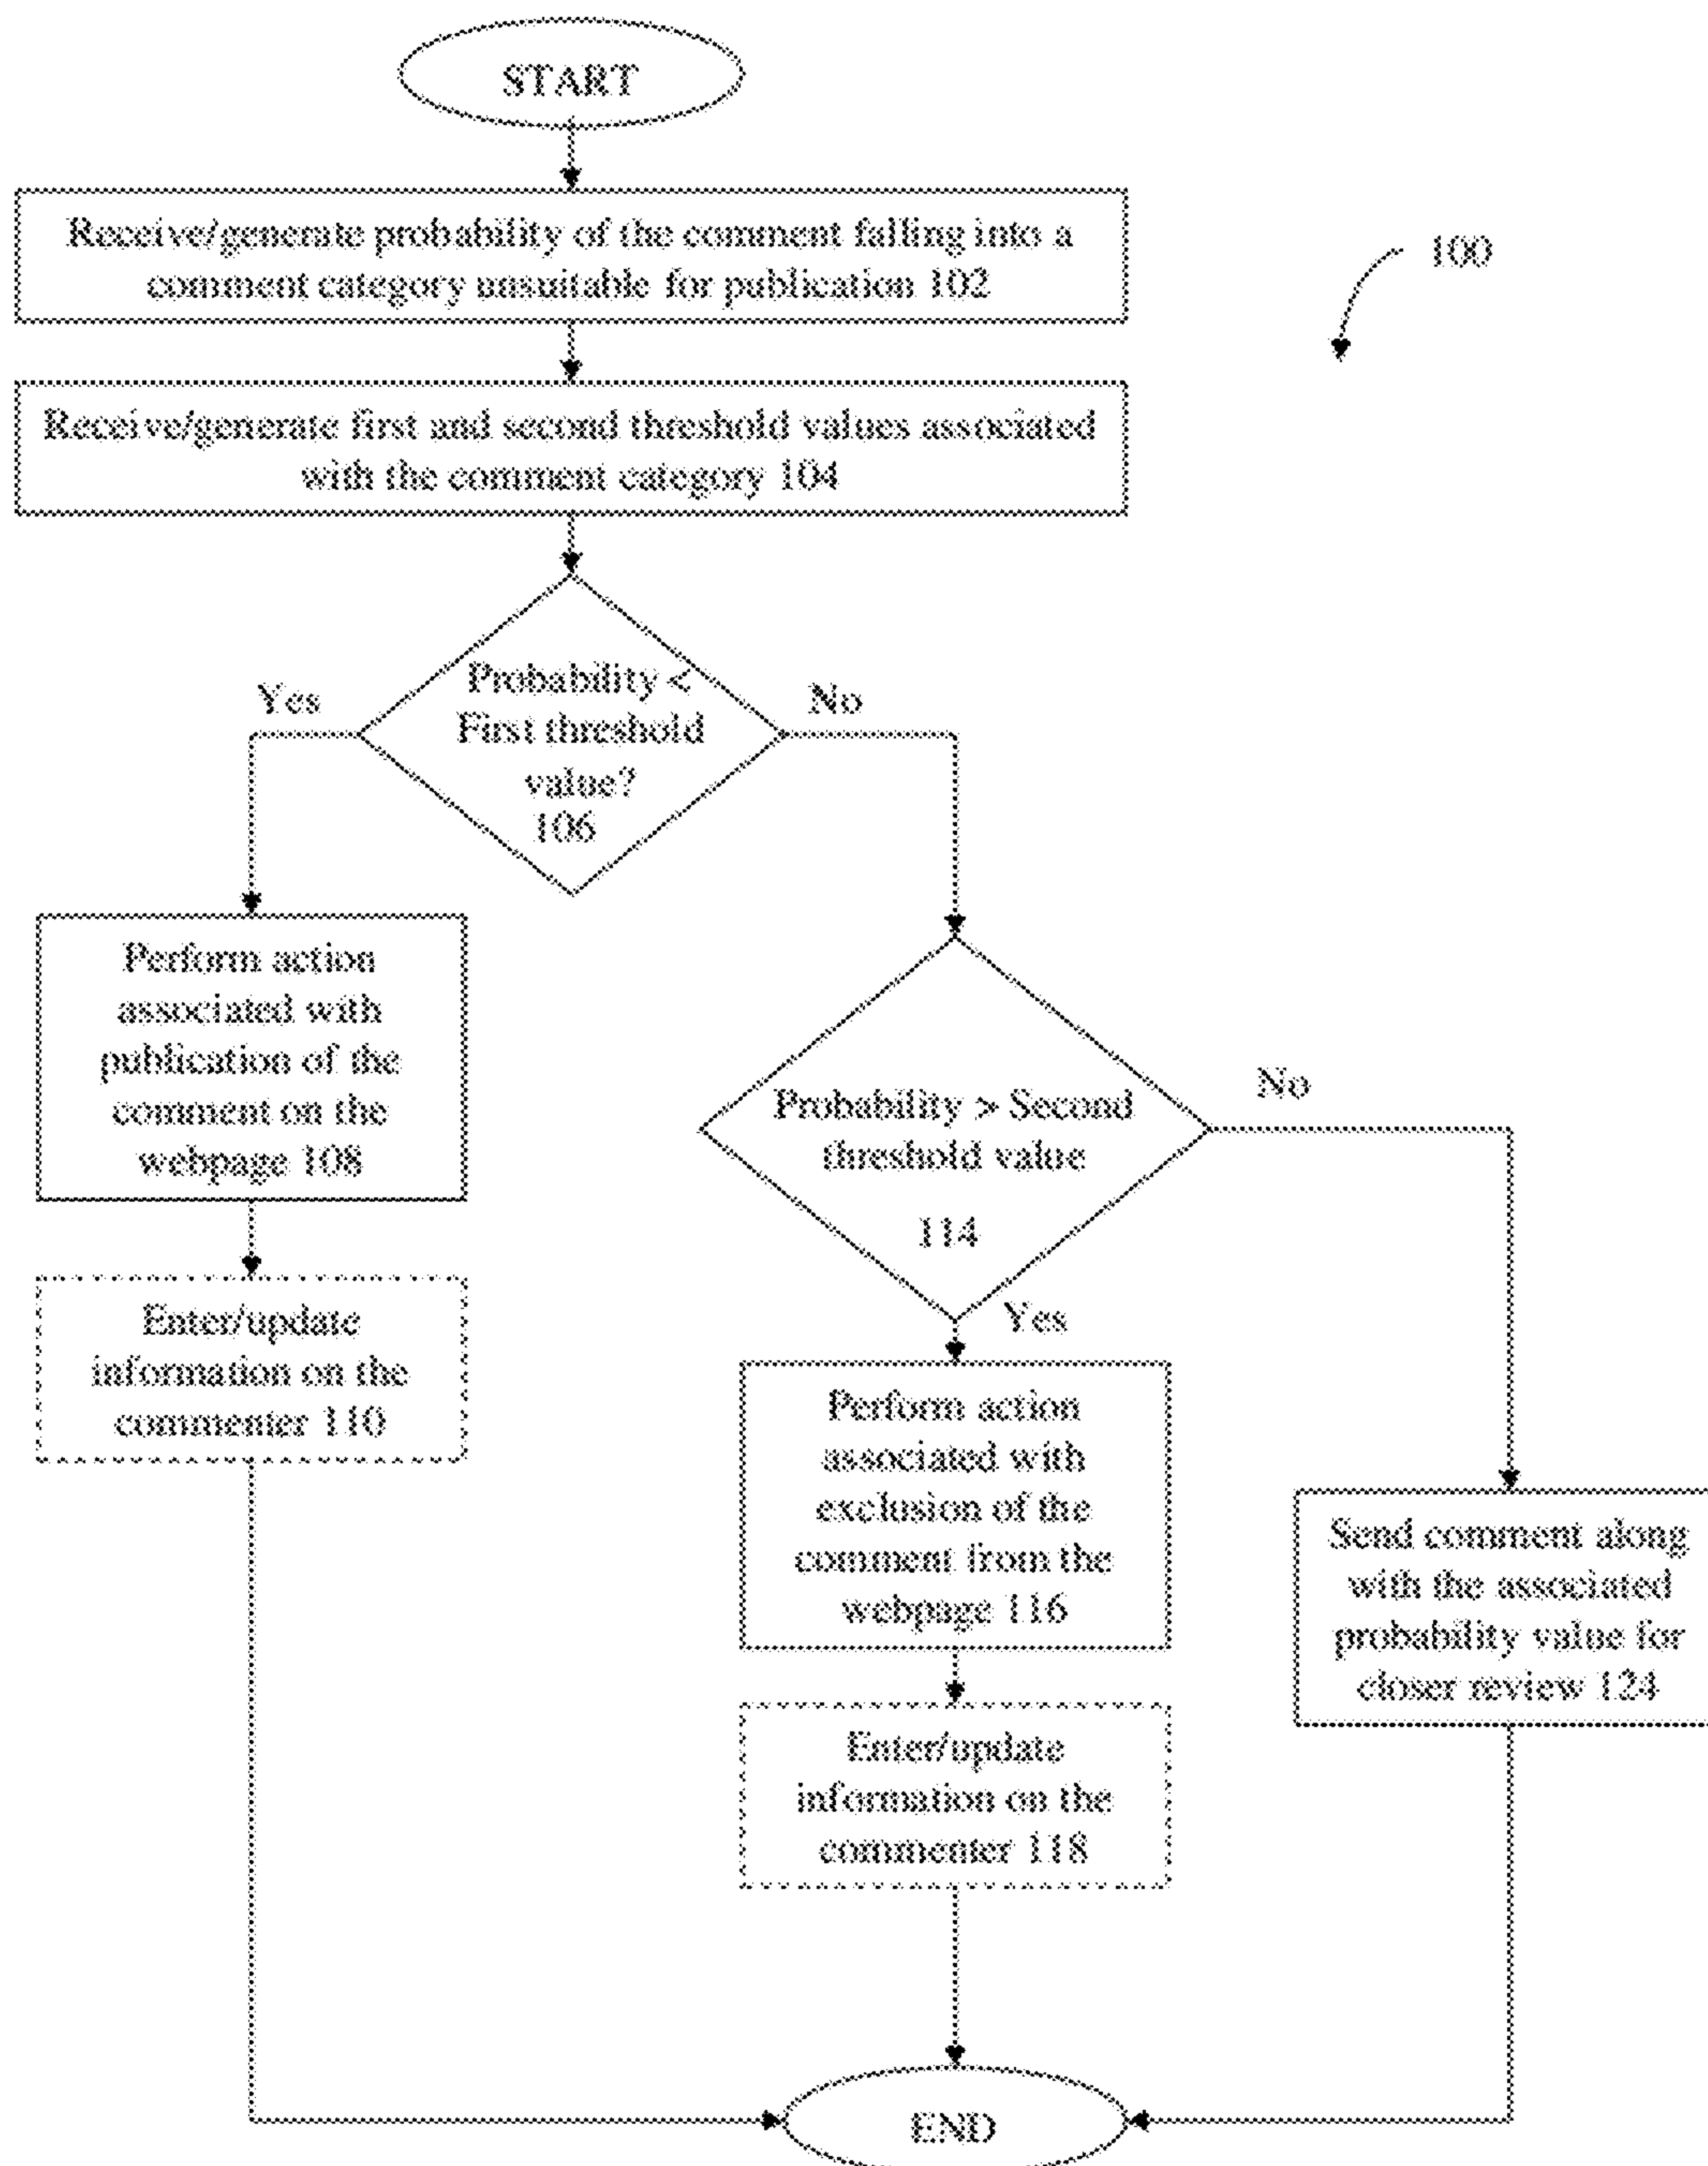 START
Receive/generate probability of the comment falling into a
comment category unsuitable for publication 102
100
Receive/generate first and second threshold values associated
with the comment category 104
Probability <
First threshold
value?
106
Yes
No
Perform action
associated with
publication of the
comment on the
webpage 108
Enter/update
information on the
commenter 110
Probability > Second
threshold value
114
No
Yes
Perform action
associated with
exclusion of the
comment from the
webpage 116
Enter/update
information on the
commenter 118
Send comment along
with the associated
probability value for
closer review 124
END